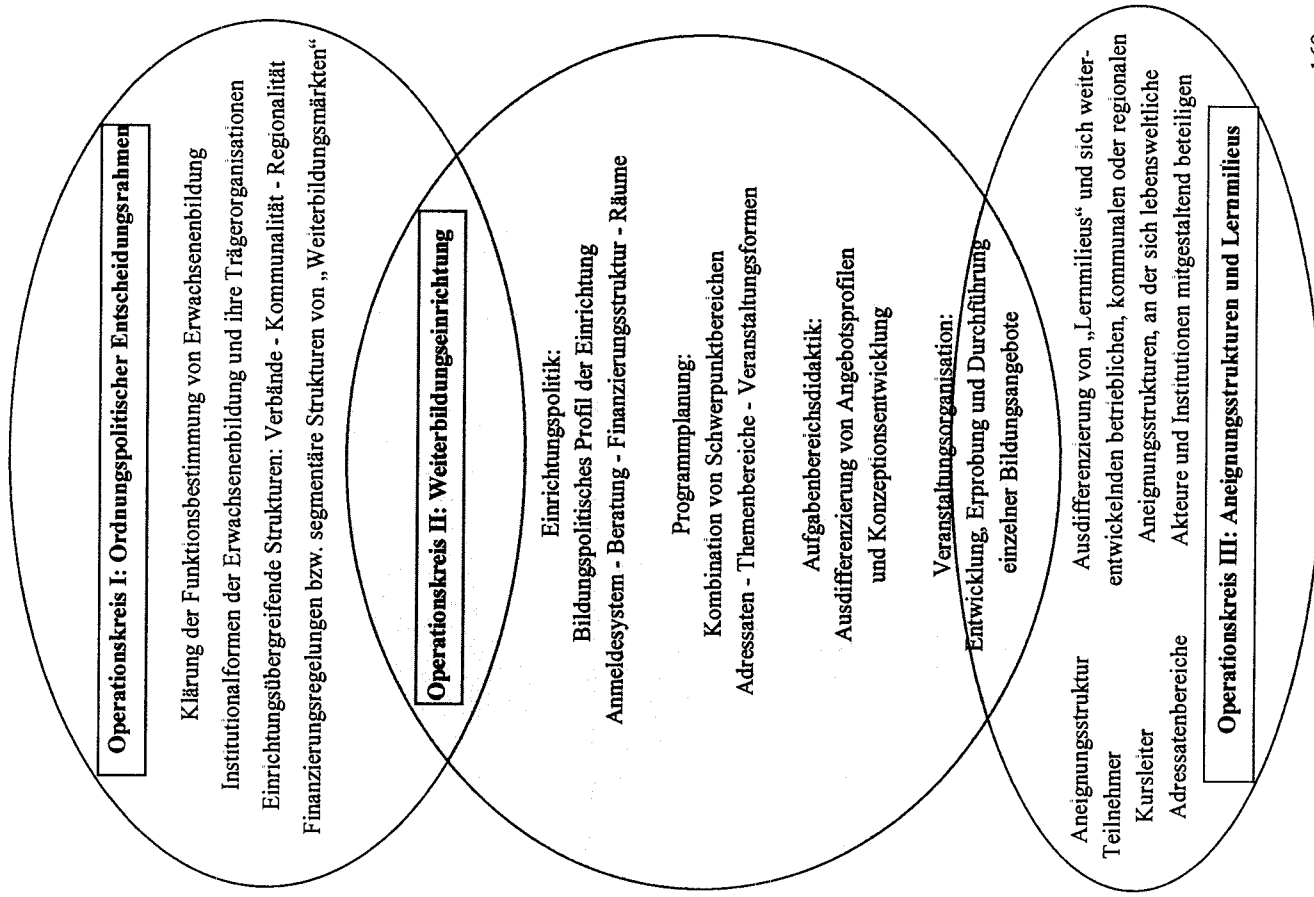 Operationskreis I: Ordnungspolitischer Entscheidungsrahmen
Klärung der Funktionsbestimmung von Erwachsenenbildung
Institutionalformen der Erwachsenenbildung und ihre Trägerorganisationen
Einrichtungsübergreifende Strukturen: Verbände - Kommunalität - Regionalität
Finanzierungsregelungen bzw. segmentäre Strukturen von „Weiterbildungsmärkten“
Operationskreis II: Weiterbildungseinrichtung
Einrichtungspolitik:
Bildungspolitisches Profil der Einrichtung
Anmeldesystem - Beratung - Finanzierungsstruktur - Räume
Programmplanung:
Kombination von Schwerpunktbereichen
Adressaten - Themenbereiche - Veranstaltungsformen
Aufgabenbereichsdidaktik:
Ausdifferenzierung von Angebotsprofilen
und Konzeptionsentwicklung
Veranstaltungsorganisation:
Entwicklung, Erprobung und Durchführung
einzelner Bildungsangebote
Aneignungsstruktur
Teilnehmer
Kursleiter
Adressatenbereiche
Ausdifferenzierung von „Lernmilieus“ und sich weiter-
entwickelnden betrieblichen, kommunalen oder regionalen
Aneignungsstrukturen, an der sich lebensweltliche
Akteure und Institutionen mitgestaltend beteiligen
Operationskreis III: Aneignungsstrukturen und Lernmilieus